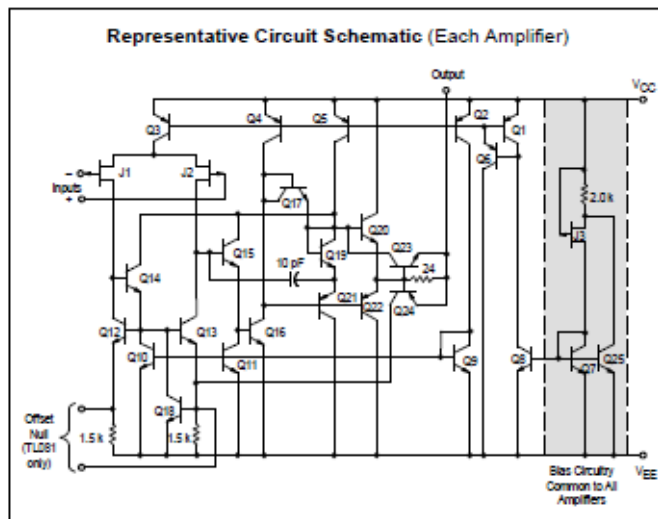 Representative Circuit Schematic (Each Amplifier)
Output
VCC
Q3
Q4
Q5
Q2
Q1
Q6
J1
J2
–
Inputs
+
Q17
2.0 k
J3
Q20
Q15
Q19
Q23
10 pF
24
Q14
Q21
Q22
Q24
Q12
Q13
Q16
Q10
Q11
Q9
Q8
Q7
Q25
Q18
Offset
Null
(TL081
only)
1.5 k
1.5 k
VEE
Bias Circuitry
Common to All
Amplifiers